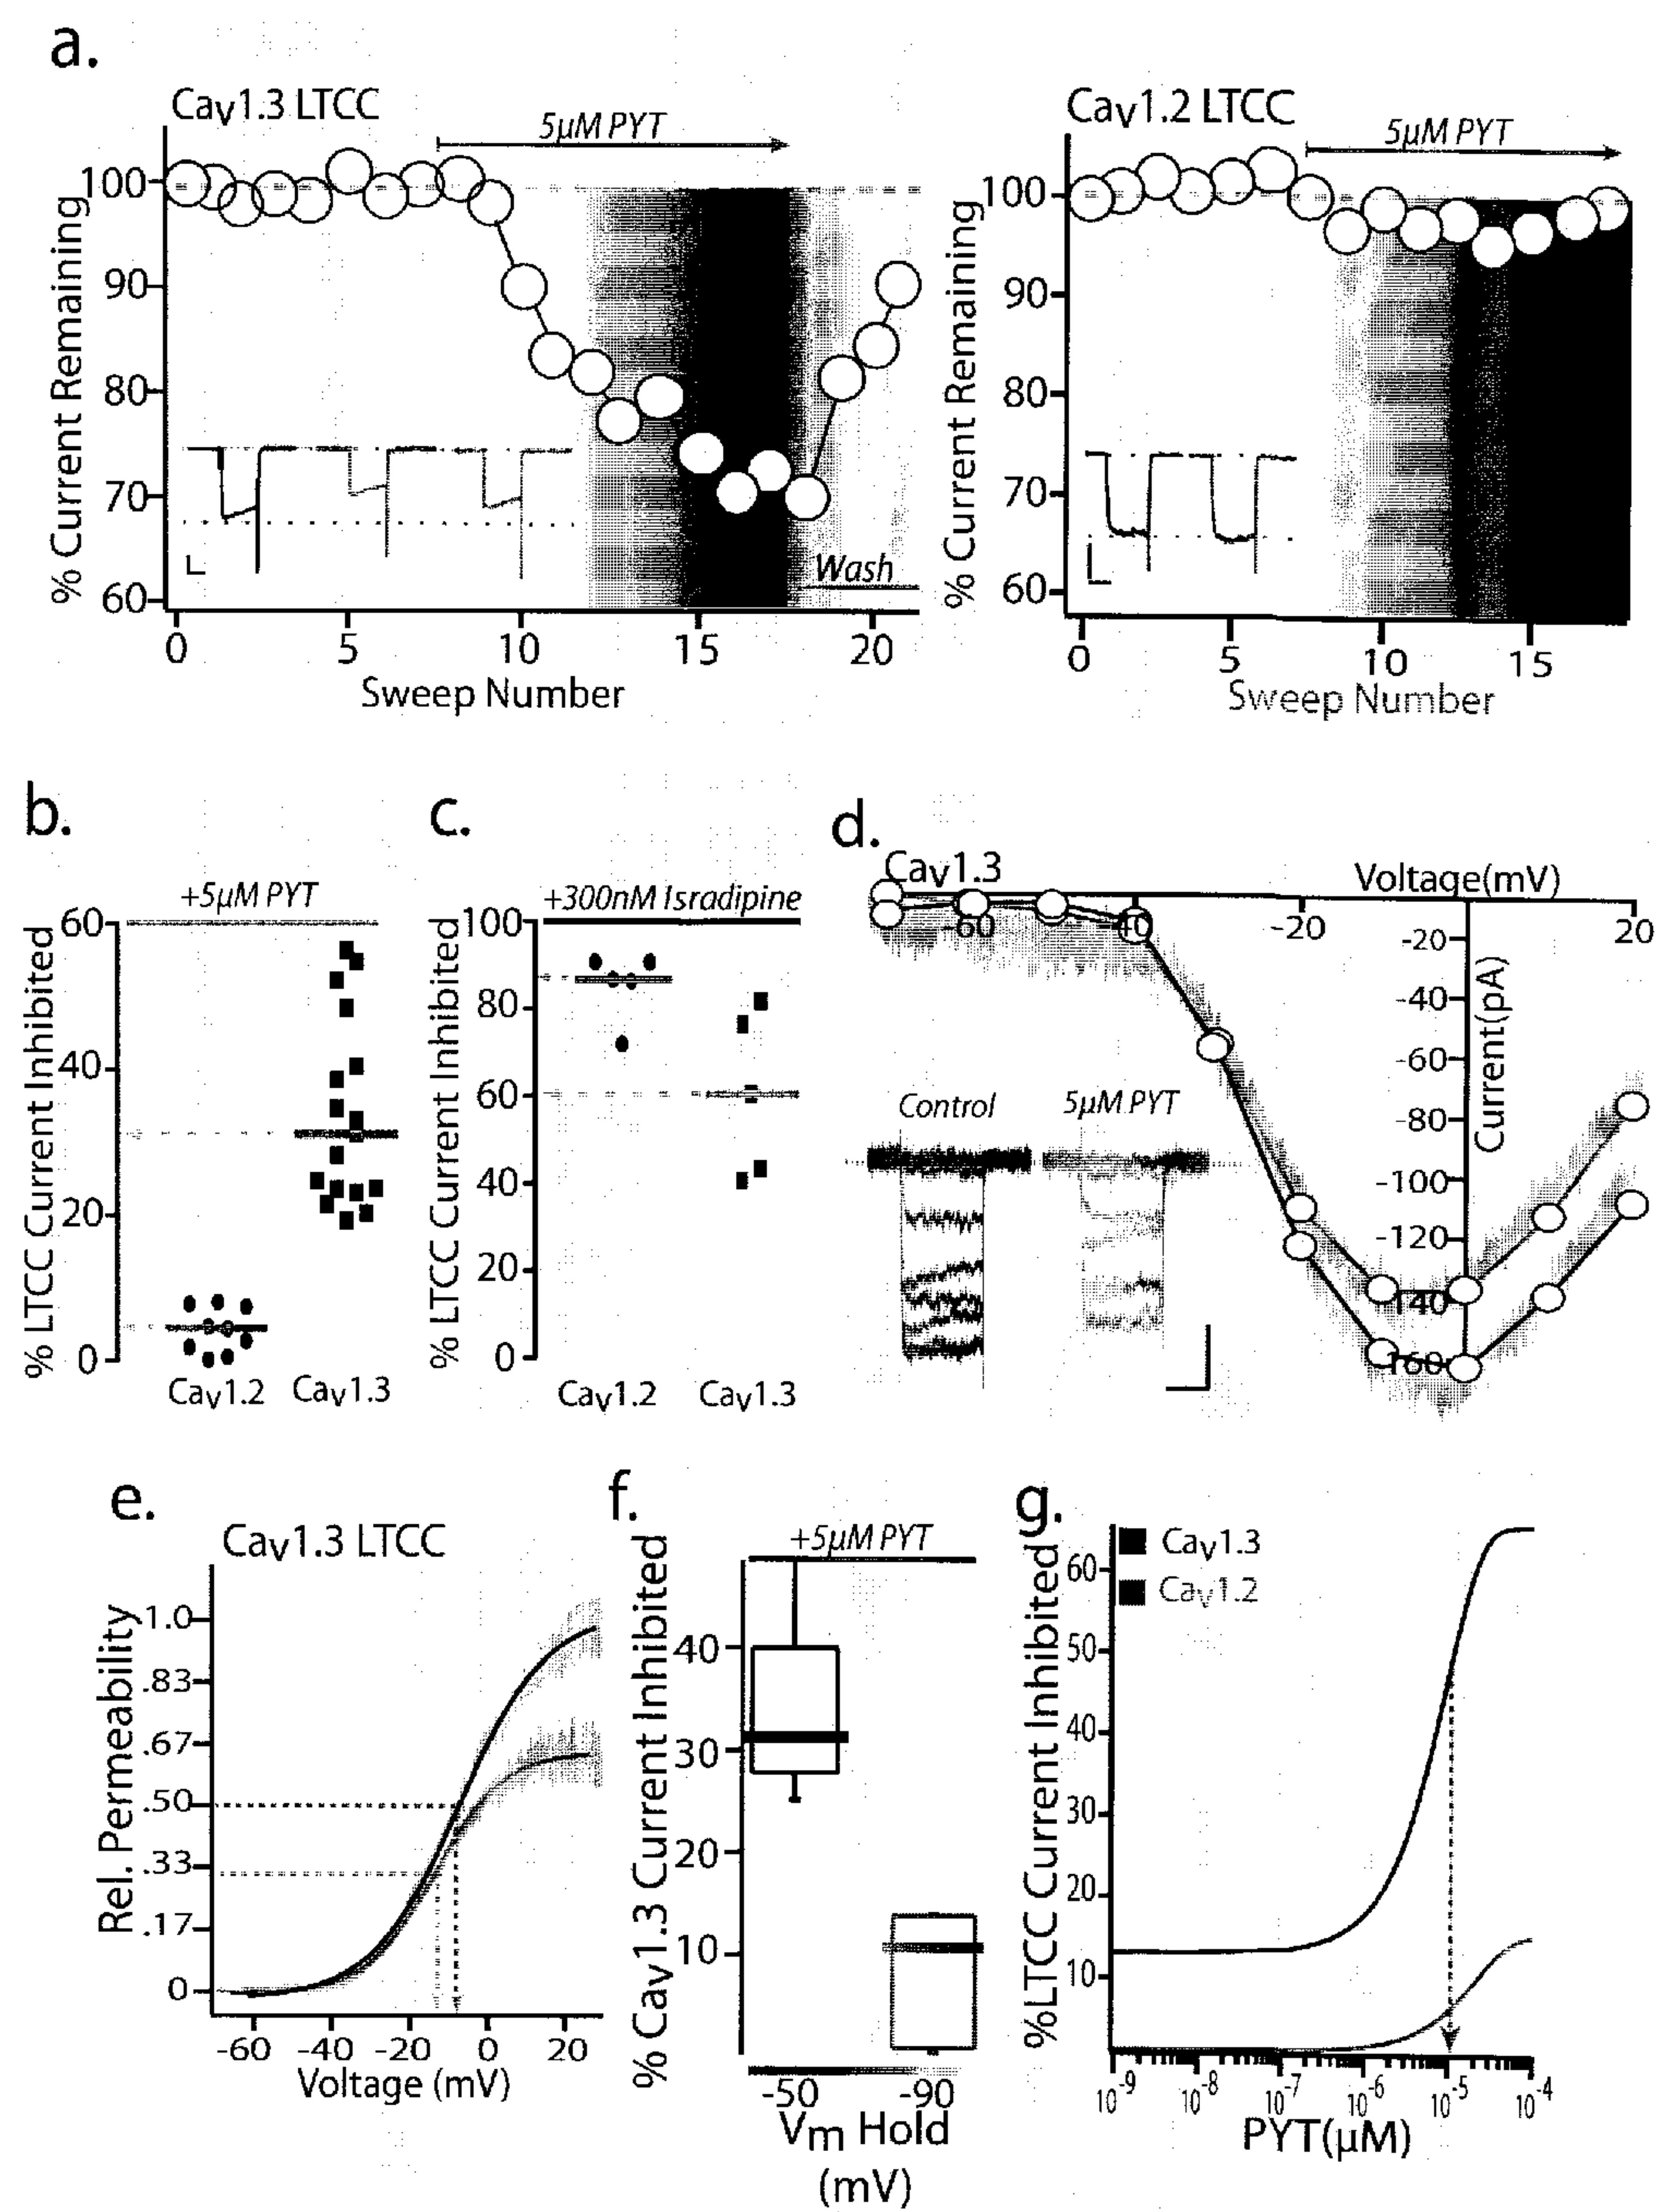 a.
Cav1.3 LTCC
5µM PYT
% Current Remaining
100
90
80
70
60
Wash
0 5 10 15 20
Sweep Number
Cav1.2 LTCC
5µM PYT
% Current Remaining
100
90
80
70
60
0 5 10 15
Sweep Number
b.
+5µM PYT
% LTCC Current Inhibited
60
40
20
0
Cav1.2 Cav1.3
c.
+300nM Isradipine
% LTCC Current Inhibited
100
80
60
40
20
0
Cav1.2 Cav1.3
d.
Cav1.3
Voltage(mV)
-60 -40 -20 20
Current(pA)
-20
-40
-60
-80
-100
-120
-140
-160
Control 5µM PYT
e.
Cav1.3 LTCC
Rel. Permeability
1.0
.83
.67
.50
.33
.17
0
-60 -40 -20 0 20
Voltage (mV)
f.
+5µM PYT
% Cav1.3 Current Inhibited
40
30
20
10
-50 -90
Vm Hold
(mV)
g.
Cav1.3
Cav1.2
%LTCC Current Inhibited
60
50
40
30
20
10
10-9 10-8 10-7 10-6 10-5 10-4
PYT(µM)